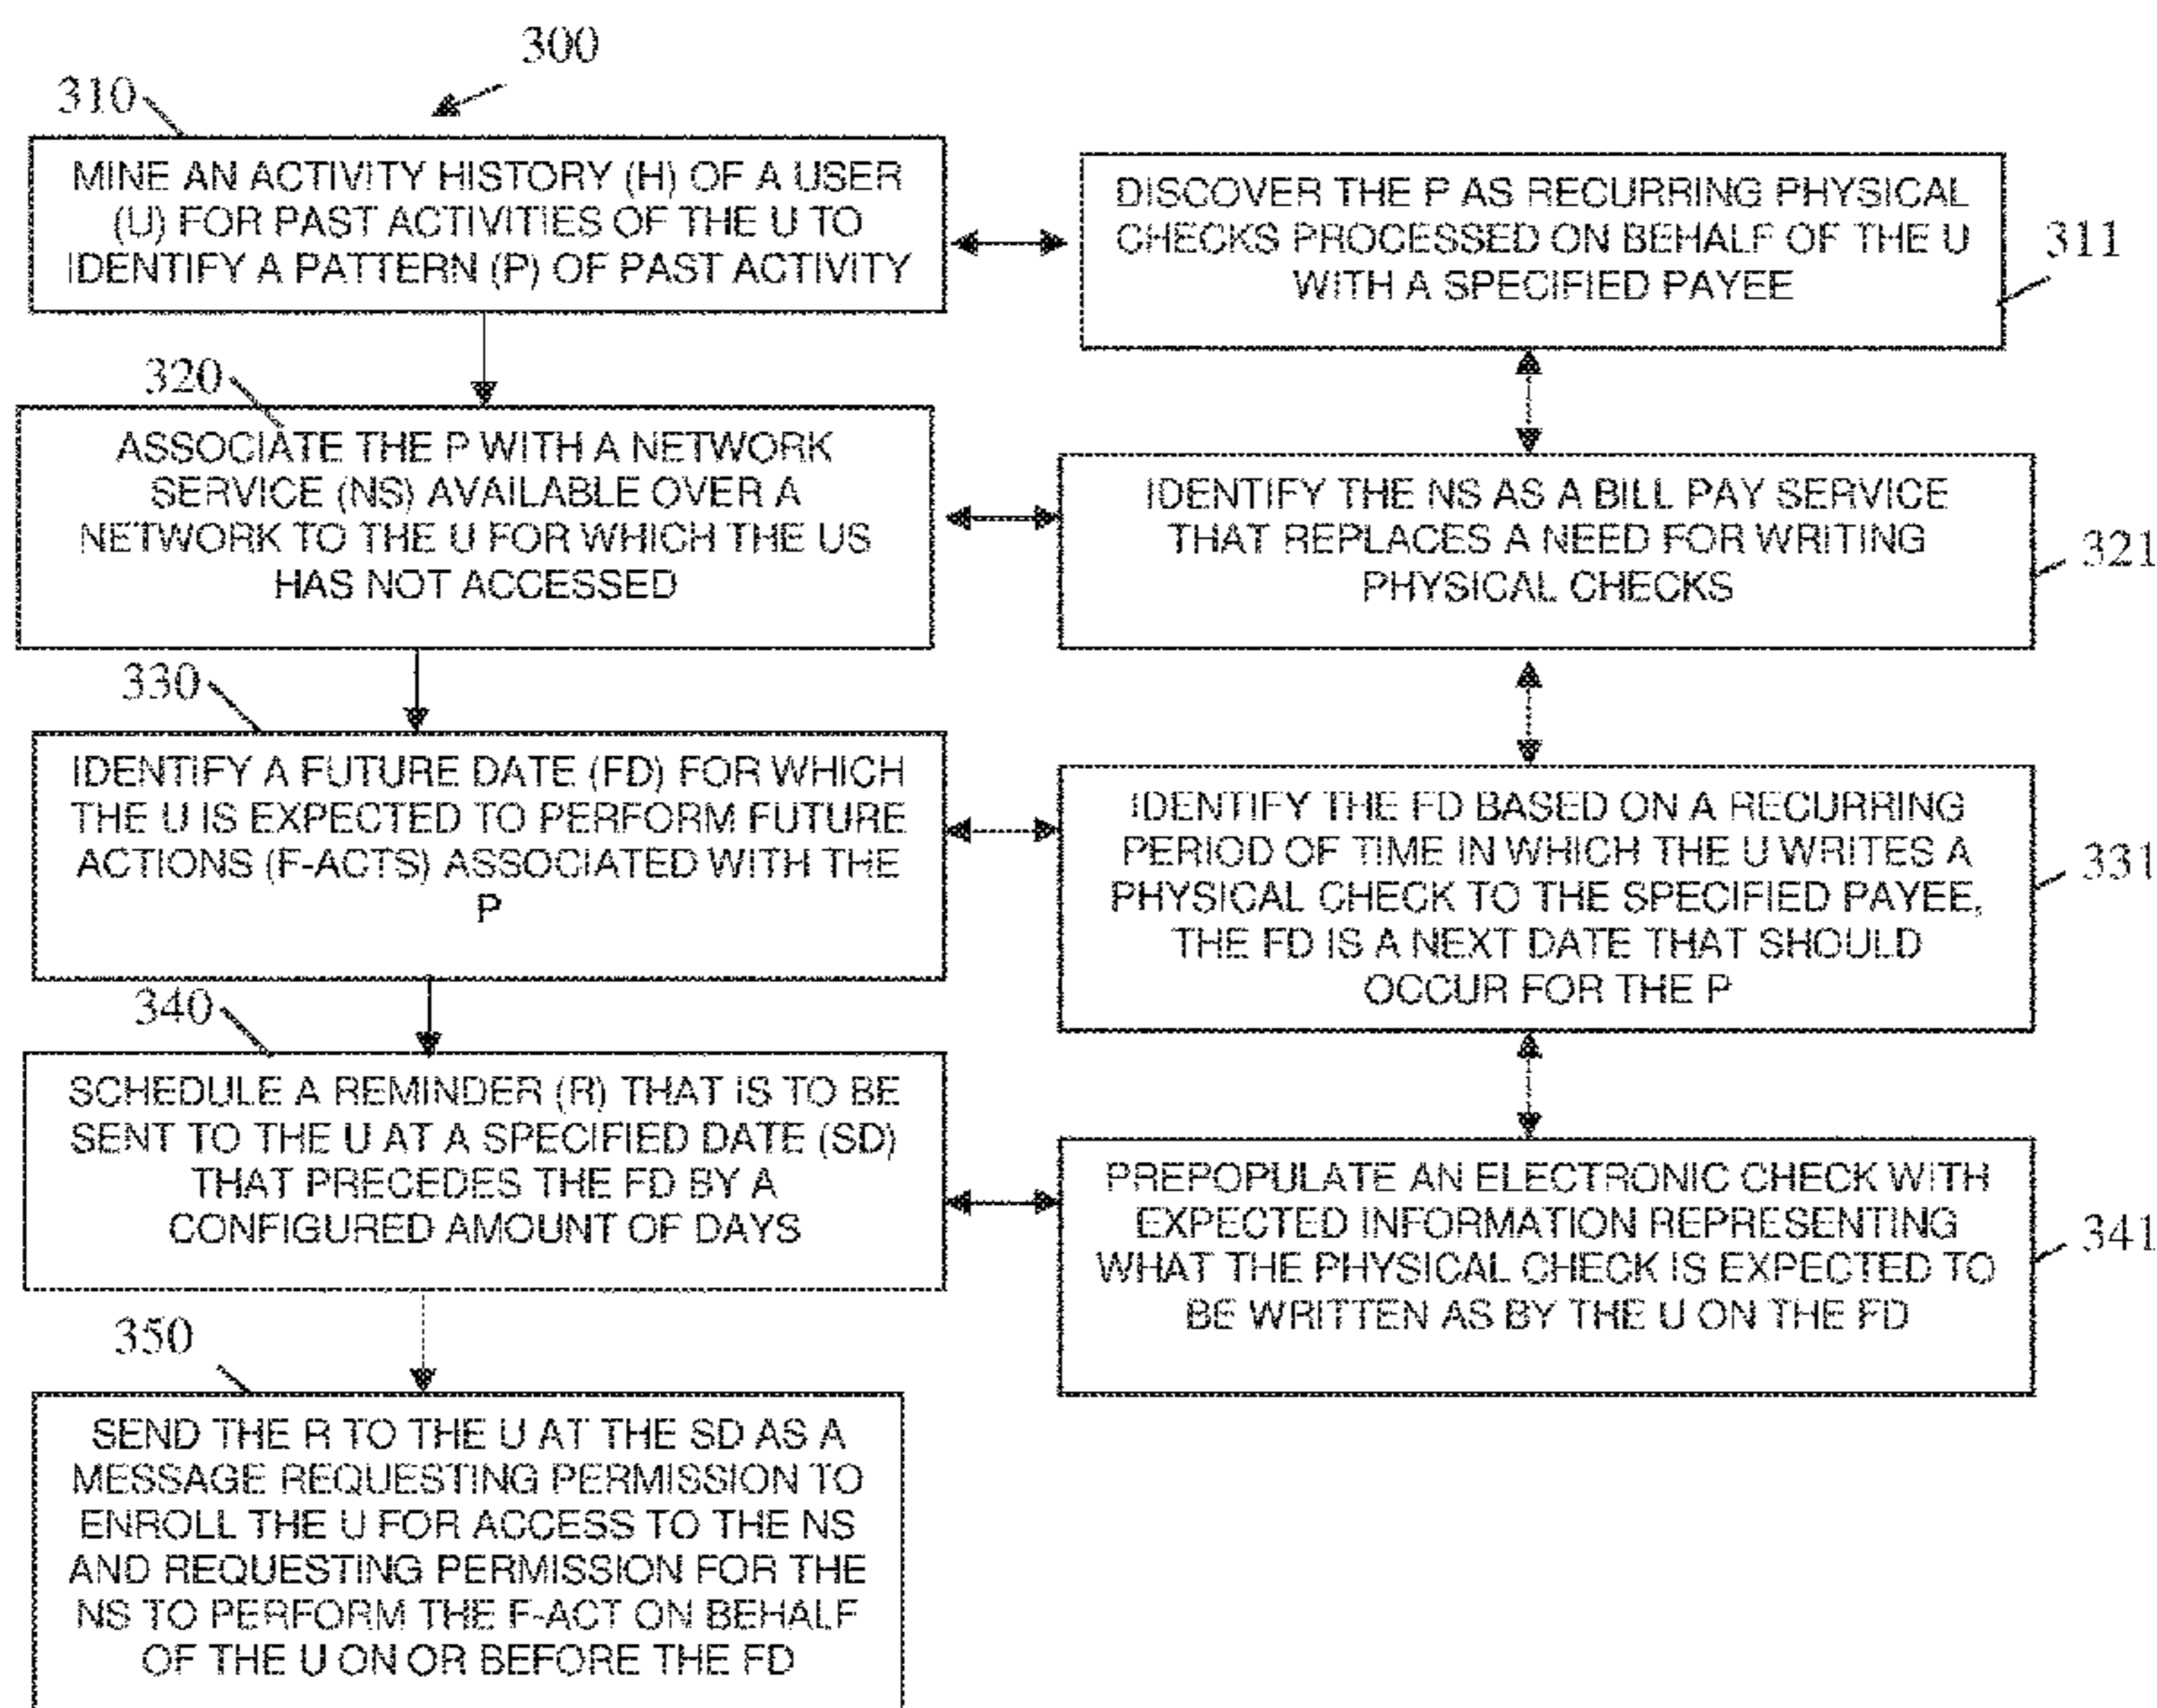 300
310
MINE AN ACTIVITY HISTORY (H) OF A USER
(U) FOR PAST ACTIVITIES OF THE U TO
IDENTIFY A PATTERN (P) OF PAST ACTIVITY
DISCOVER THE P AS RECURRING PHYSICAL
CHECKS PROCESSED ON BEHALF OF THE U
WITH A SPECIFIED PAYEE
311
320
ASSOCIATE THE P WITH A NETWORK
SERVICE (NS) AVAILABLE OVER A
NETWORK TO THE U FOR WHICH THE US
HAS NOT ACCESSED
IDENTIFY THE NS AS A BILL PAY SERVICE
THAT REPLACES A NEED FOR WRITING
PHYSICAL CHECKS
321
330
IDENTIFY A FUTURE DATE (FD) FOR WHICH
THE U IS EXPECTED TO PERFORM FUTURE
ACTIONS (F-ACTS) ASSOCIATED WITH THE
P
IDENTIFY THE FD BASED ON A RECURRING
PERIOD OF TIME IN WHICH THE U WRITES A
PHYSICAL CHECK TO THE SPECIFIED PAYEE,
THE FD IS A NEXT DATE THAT SHOULD
OCCUR FOR THE P
331
340
SCHEDULE A REMINDER (R) THAT IS TO BE
SENT TO THE U AT A SPECIFIED DATE (SD)
THAT PRECEDES THE FD BY A
CONFIGURED AMOUNT OF DAYS
PREPOPULATE AN ELECTRONIC CHECK WITH
EXPECTED INFORMATION REPRESENTING
WHAT THE PHYSICAL CHECK IS EXPECTED TO
BE WRITTEN AS BY THE U ON THE FD
341
350
SEND THE R TO THE U AT THE SD AS A
MESSAGE REQUESTING PERMISSION TO
ENROLL THE U FOR ACCESS TO THE NS
AND REQUESTING PERMISSION FOR THE
NS TO PERFORM THE F-ACT ON BEHALF
OF THE U ON OR BEFORE THE FD